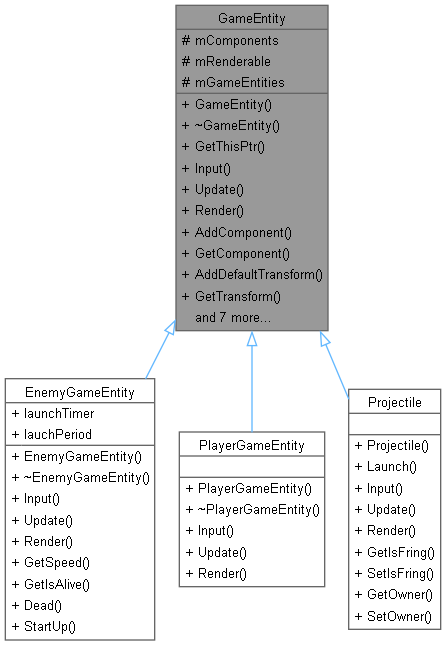 GameEntity
# mComponents
# mRenderable
# mGameEntities
+ GameEntity()
+ ~GameEntity()
+ GetThisPtr()
+ Input()
+ Update()
+ Render()
+ AddComponent()
+ GetComponent()
+ AddDefaultTransform()
+ GetTransform()
and 7 more...
EnemyGameEntity
+ launchTimer
+ lauchPeriod
+ EnemyGameEntity()
+ ~EnemyGameEntity()
+ Input()
+ Update()
+ Render()
+ GetSpeed()
+ GetIsAlive()
+ Dead()
+ StartUp()
PlayerGameEntity
+ PlayerGameEntity()
+ ~PlayerGameEntity()
+ Input()
+ Update()
+ Render()
Projectile
+ Projectile()
+ Launch()
+ Input()
+ Update()
+ Render()
+ GetIsFring()
+ SetIsFring()
+ GetOwner()
+ SetOwner()